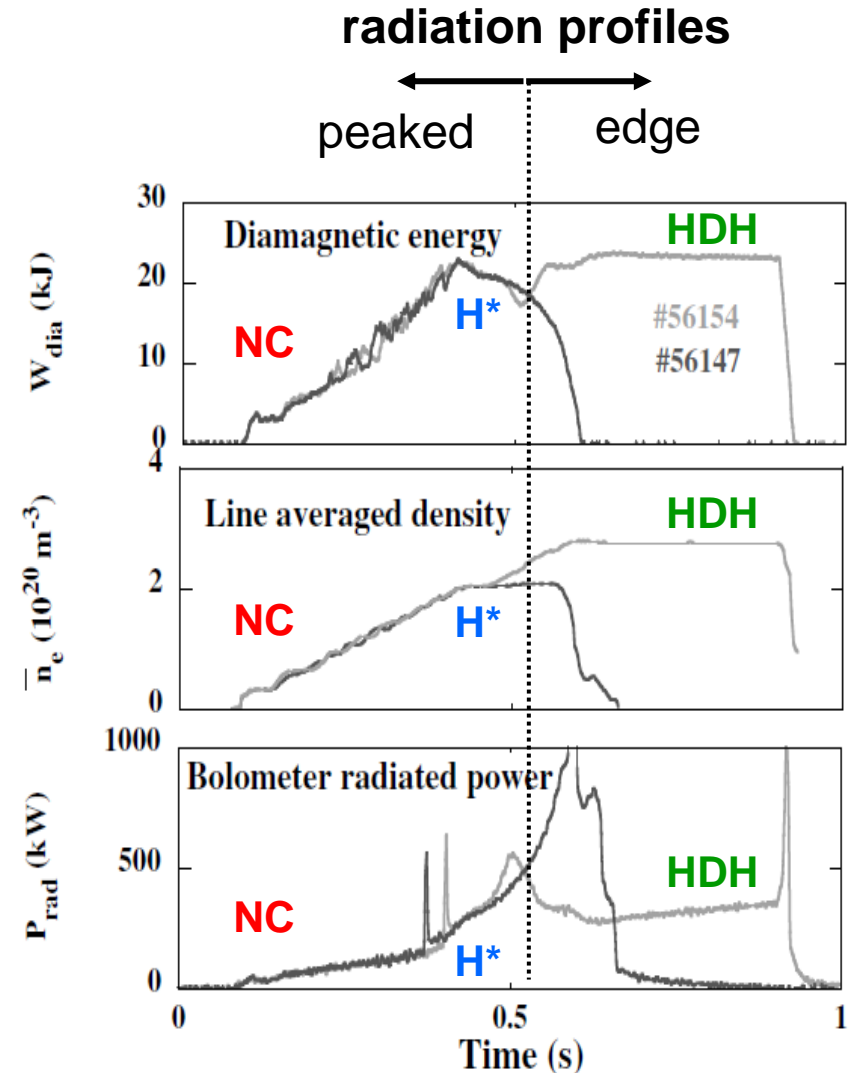 radiation profiles
peaked edge
30
20
10
0
W_dia (kJ)
Diamagnetic energy
HDH
NC
H*
#56154
#56147
4
2
0
n̅_e (10^20 m^-3)
Line averaged density
HDH
NC
H*
1000
500
0
P_rad (kW)
Bolometer radiated power
HDH
NC
H*
0 0.5 1
Time (s)